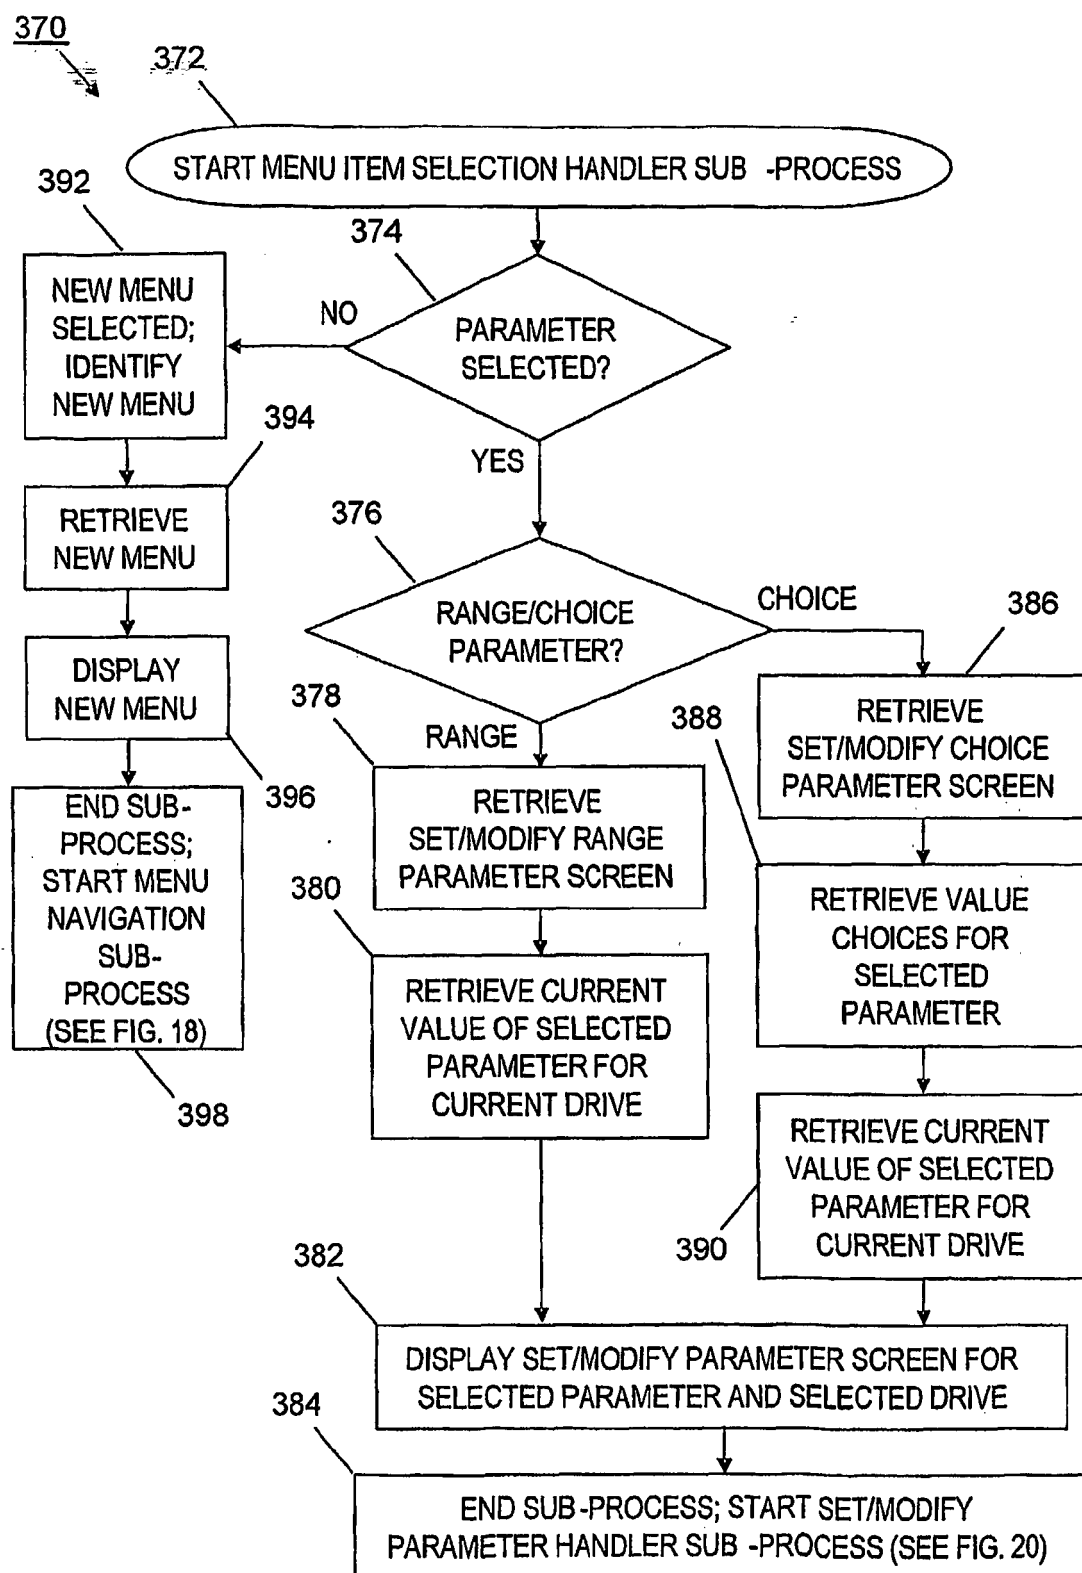 370
372
START MENU ITEM SELECTION HANDLER SUB -PROCESS
392
374
NEW MENU
SELECTED;
IDENTIFY
NEW MENU
NO
PARAMETER
SELECTED?
394
YES
RETRIEVE
NEW MENU
376
RANGE/CHOICE
PARAMETER?
CHOICE
386
DISPLAY
NEW MENU
396
378
RANGE
388
RETRIEVE
SET/MODIFY CHOICE
PARAMETER SCREEN
RETRIEVE
SET/MODIFY RANGE
PARAMETER SCREEN
END SUB-
PROCESS;
START MENU
NAVIGATION
SUB-
PROCESS
(SEE FIG. 18)
398
380
RETRIEVE CURRENT
VALUE OF SELECTED
PARAMETER FOR
CURRENT DRIVE
RETRIEVE VALUE
CHOICES FOR
SELECTED
PARAMETER
RETRIEVE CURRENT
VALUE OF SELECTED
PARAMETER FOR
CURRENT DRIVE
390
382
DISPLAY SET/MODIFY PARAMETER SCREEN FOR
SELECTED PARAMETER AND SELECTED DRIVE
384
END SUB-PROCESS; START SET/MODIFY
PARAMETER HANDLER SUB -PROCESS (SEE FIG. 20)